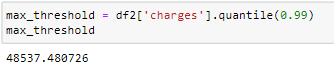 max_threshold = df2['charges'].quantile(0.99)
max_threshold
48537.480726